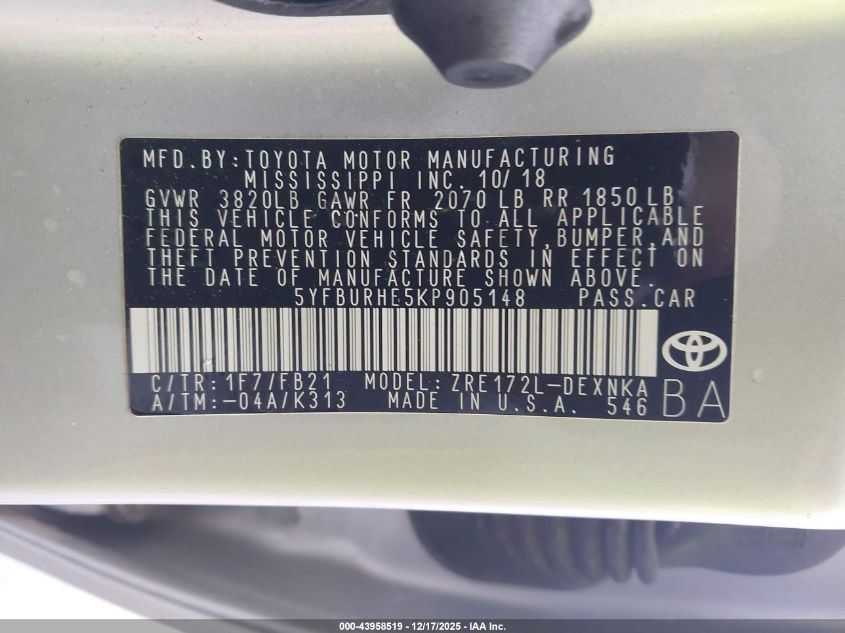 MFD.BY:TOYOTA MOTOR MANUFACTURING
MISSISSIPPI INC. 10/18
GVWR 3820LB GAWR FR 2070 LB RR 1850 LB
THIS VEHICLE CONFORMS TO ALL APPLICABLE
FEDERAL MOTOR VEHICLE SAFETY, BUMPER, AND
THEFT PREVENTION STANDARDS IN EFFECT ON
THE DATE OF MANUFACTURE SHOWN ABOVE.
5YFBURHE5KP905148 PASS.CAR
C/TR: 1F7/FB21 MODEL: ZRE172L-DEXNKA
A/TM:-04A/K313 MADE IN U.S.A. 546
BA
000-43958519 - 12/17/2025 - IAA Inc.